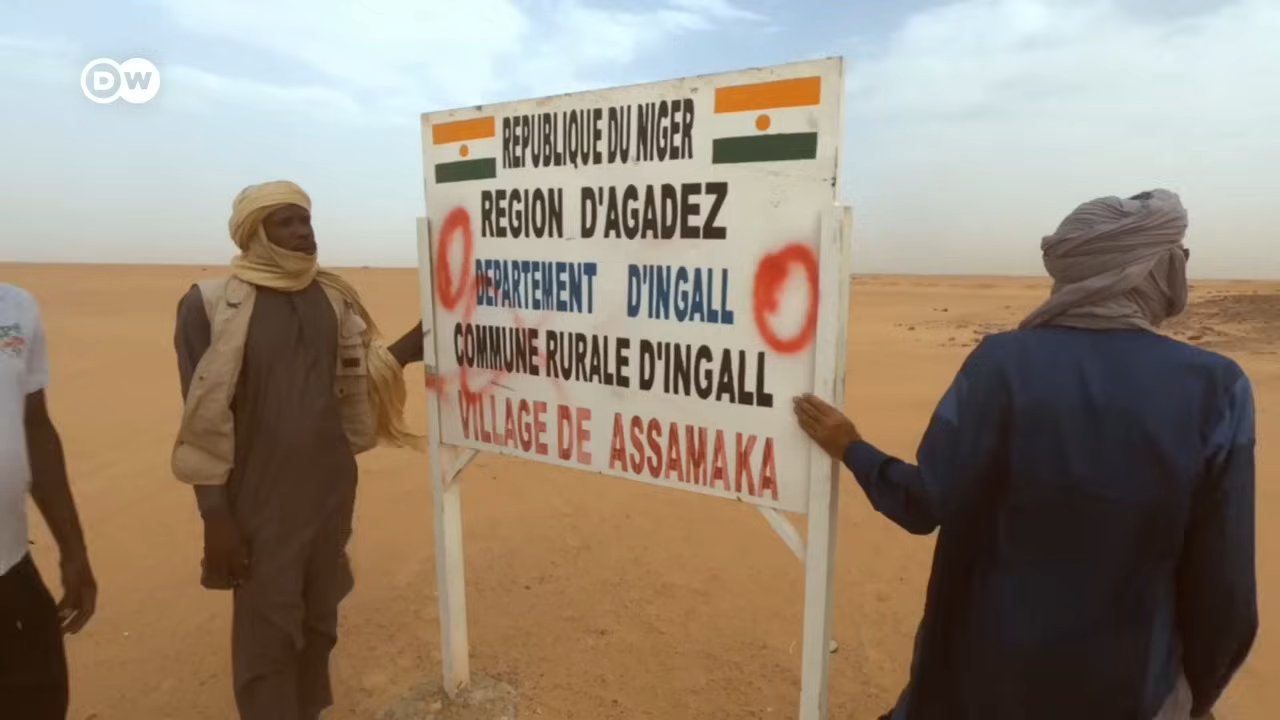 DW
REPUBLIQUE DU NIGER
REGION D'AGADEZ
DEPARTEMENT D'INGALL
COMMUNE RURALE D'INGALL
VILLAGE DE ASSAMAKA